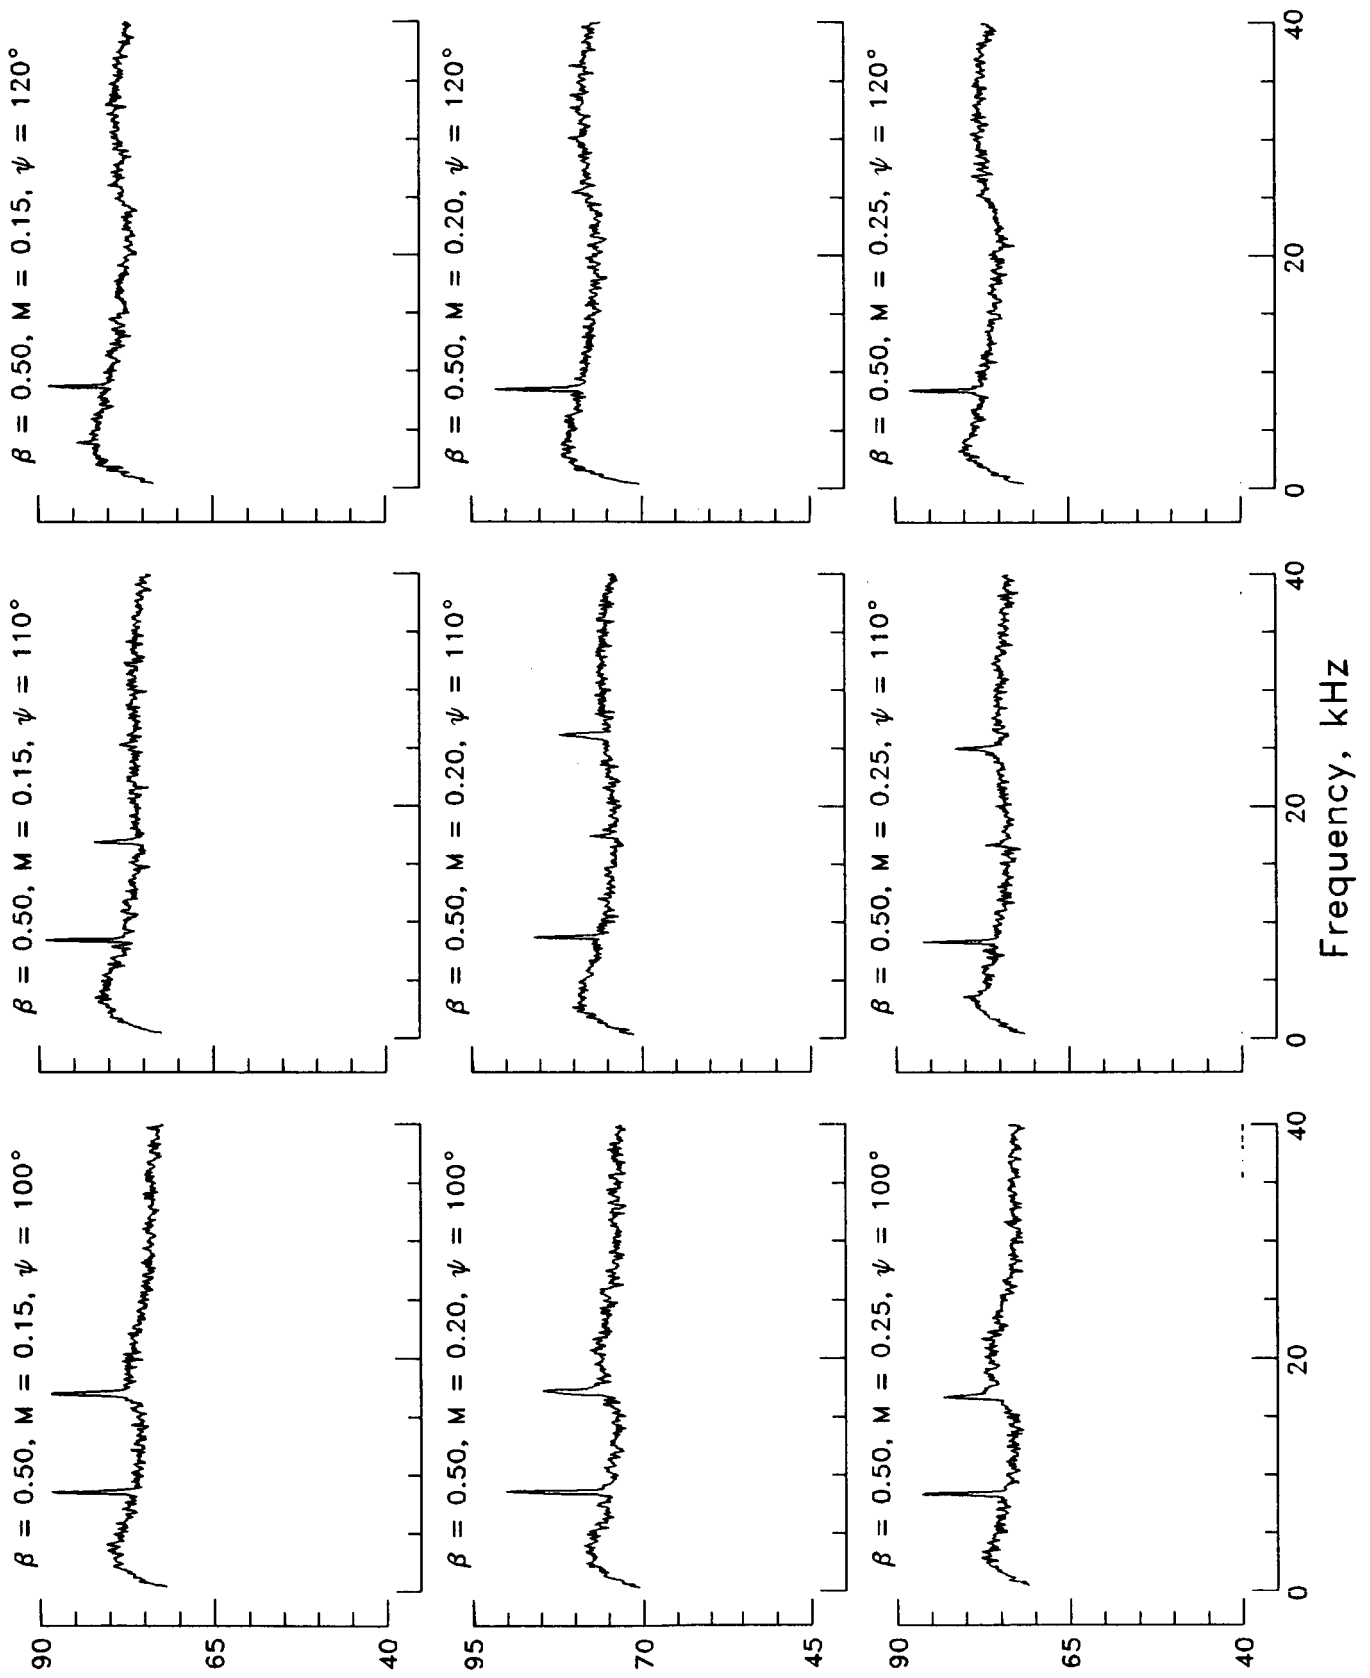 β = 0.50, M = 0.15, ψ = 100°
β = 0.50, M = 0.15, ψ = 110°
β = 0.50, M = 0.15, ψ = 120°
90
65
40
β = 0.50, M = 0.20, ψ = 100°
β = 0.50, M = 0.20, ψ = 110°
β = 0.50, M = 0.20, ψ = 120°
95
70
45
β = 0.50, M = 0.25, ψ = 100°
β = 0.50, M = 0.25, ψ = 110°
β = 0.50, M = 0.25, ψ = 120°
90
65
40
0 20 40 0 20 40 0 20 40
Frequency, kHz